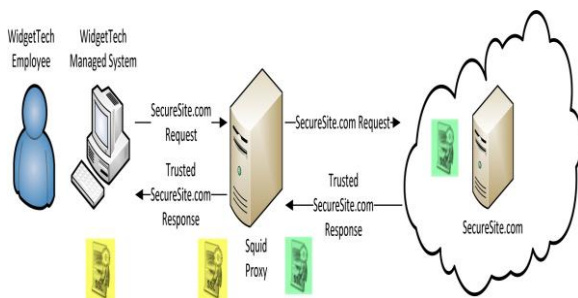 WidgetTech
Employee
WidgetTech
Managed System
SecureSite.com
Request
Trusted
SecureSite.com
Response
Squid
Proxy
SecureSite.com Request
Trusted
SecureSite.com
Response
SecureSite.com